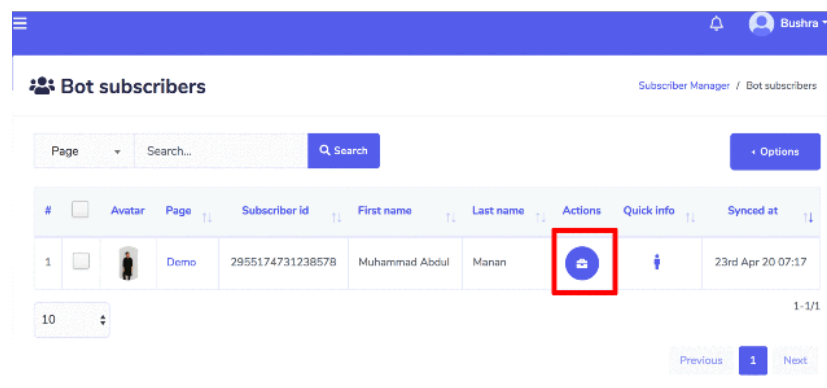 Bushra
Bot subscribers
Subscriber Manager / Bot subscribers
Page Search... Search Options
# Avatar Page Subscriber id First name Last name Actions Quick info Synced at
1 Demo 29551747312385​78 Muhammad Abdul Manan 23rd Apr 20 07:17
10 1-1/1
Previous 1 Next